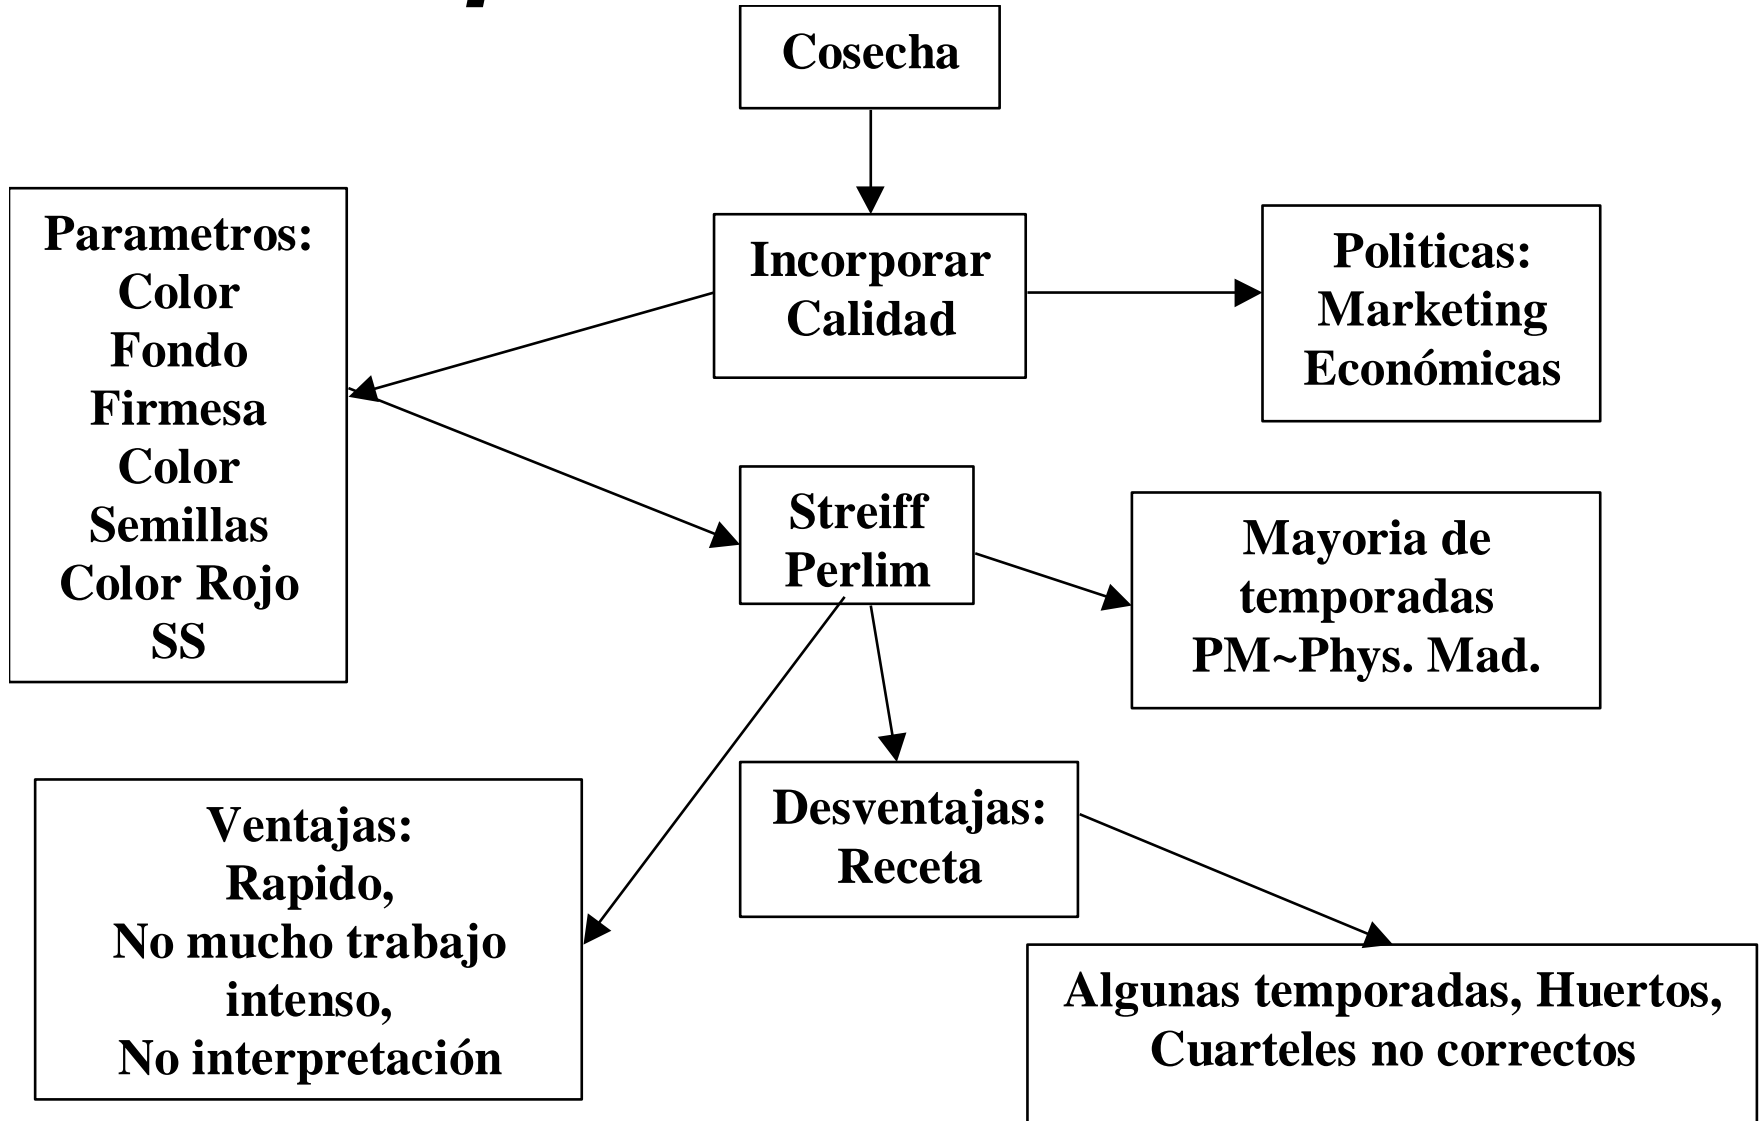 Cosecha
Parametros:
Color
Fondo
Firmesa
Color
Semillas
Color Rojo
SS
Incorporar
Calidad
Politicas:
Marketing
Económicas
Streiff
Perlim
Mayoria de
temporadas
PM~Phys. Mad.
Ventajas:
Rapido,
No mucho trabajo
intenso,
No interpretación
Desventajas:
Receta
Algunas temporadas, Huertos,
Cuarteles no correctos